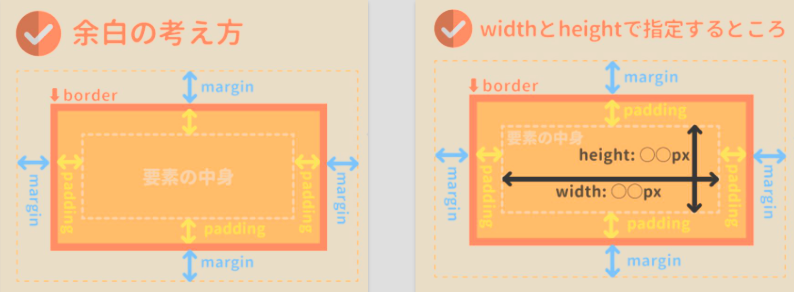 余白の考え方
margin
border
padding
要素の中身
padding
margin
margin
padding
padding
margin
widthとheightで指定するところ
margin
border
padding
要素の中身
height: ○○px
width: ○○px
margin
padding
padding
margin
padding
margin